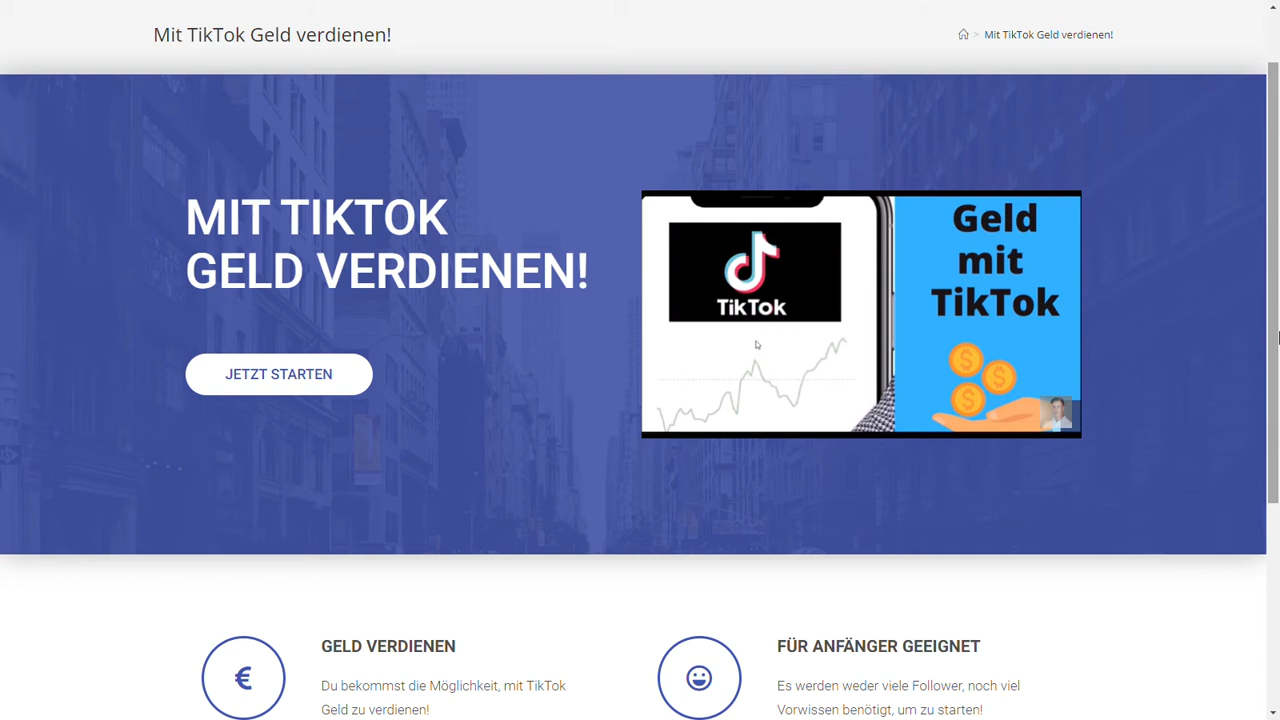 Mit TikTok Geld verdienen!
> Mit TikTok Geld verdienen!
MIT TIKTOK
GELD VERDIENEN!
JETZT STARTEN
TikTok
Geld
mit
TikTok
$
$
$
€
GELD VERDIENEN
Du bekommst die Möglichkeit, mit TikTok
Geld zu verdienen!
FÜR ANFÄNGER GEEIGNET
Es werden weder viele Follower, noch viel
Vorwissen benötigt, um zu starten!